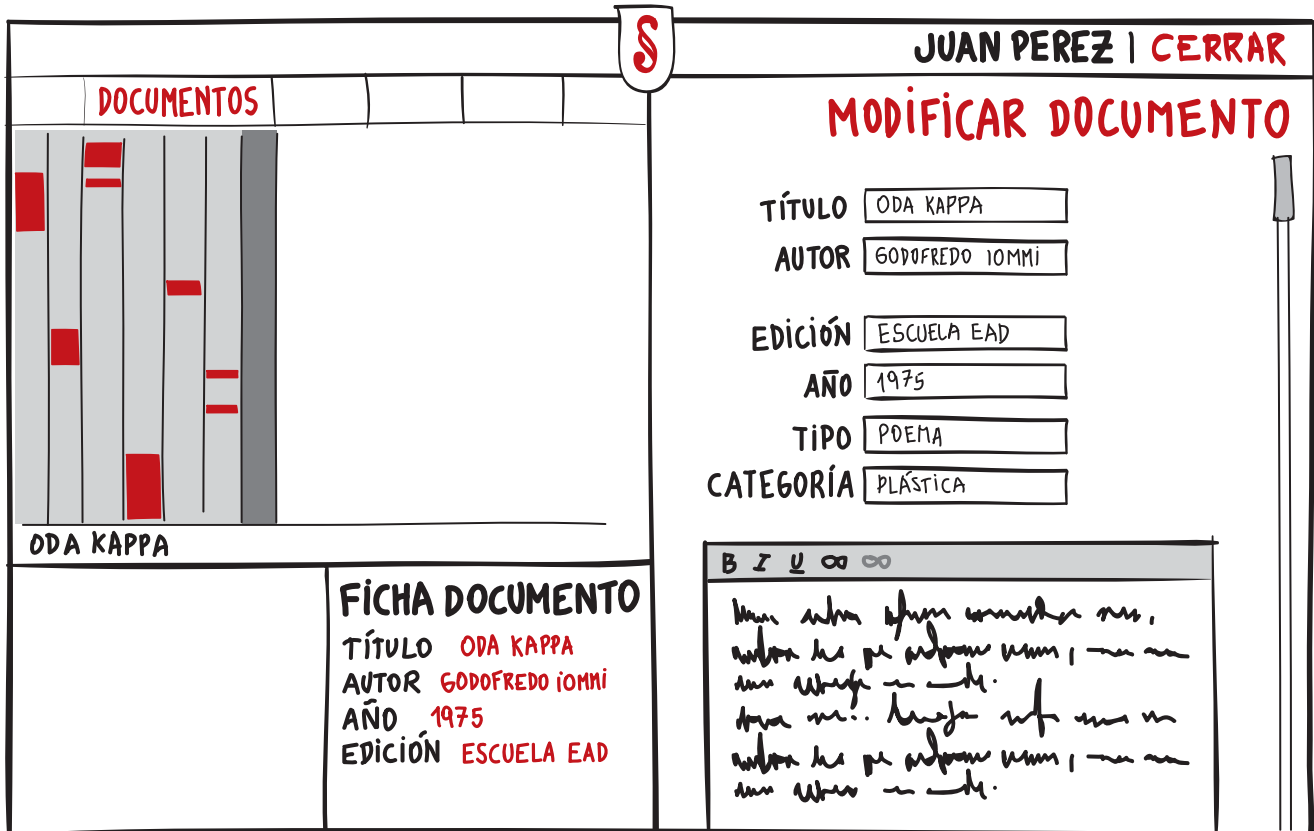 §
JUAN PEREZ | CERRAR
DOCUMENTOS
MODIFICAR DOCUMENTO
TÍTULO ODA KAPPA
AUTOR GODOFREDO IOMMI
EDICIÓN ESCUELA EAD
AÑO 1975
TIPO POEMA
CATEGORÍA PLÁSTICA
ODA KAPPA
FICHA DOCUMENTO
TÍTULO ODA KAPPA
AUTOR GODOFREDO IOMMI
AÑO 1975
EDICIÓN ESCUELA EAD
B I U ∞ ∞